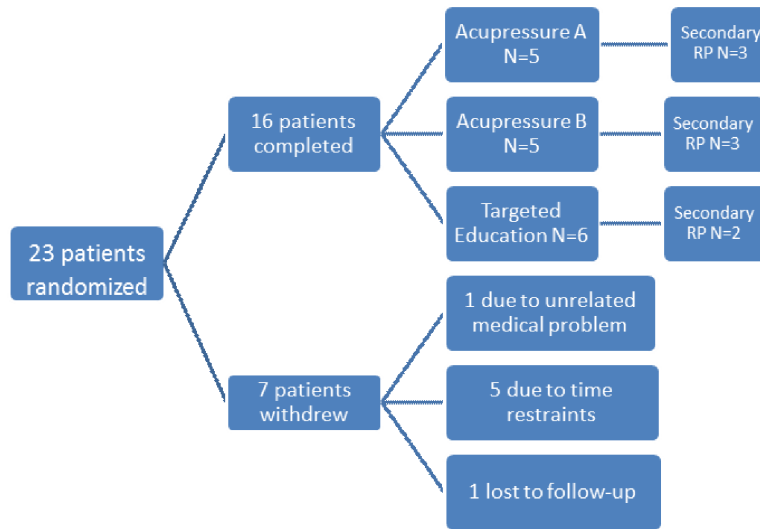 23 patients
randomized
16 patients
completed
Acupressure A
N=5
Secondary
RP N=3
Acupressure B
N=5
Secondary
RP N=3
Targeted
Education N=6
Secondary
RP N=2
7 patients
withdrew
1 due to unrelated
medical problem
5 due to time
restraints
1 lost to follow-up